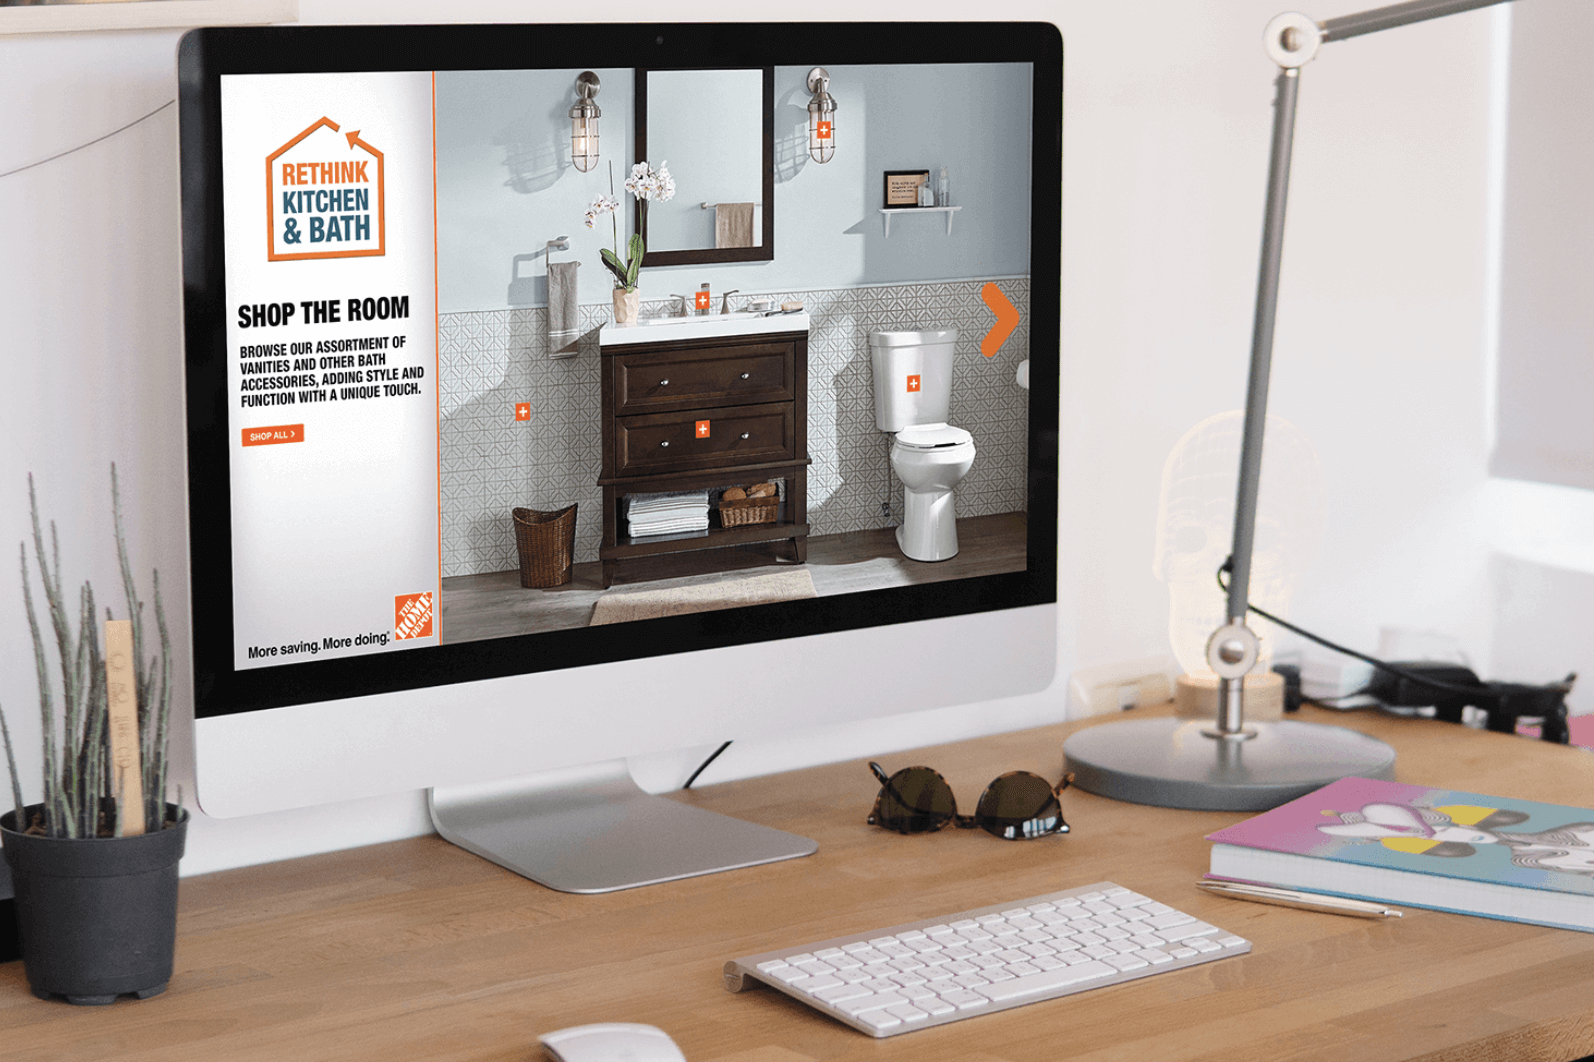 RETHINK
KITCHEN
& BATH
SHOP THE ROOM
BROWSE OUR ASSORTMENT OF
VANITIES AND OTHER BATH
ACCESSORIES, ADDING STYLE AND
FUNCTION WITH A UNIQUE TOUCH.
SHOP ALL
More saving. More doing.
THE
HOME
DEPOT